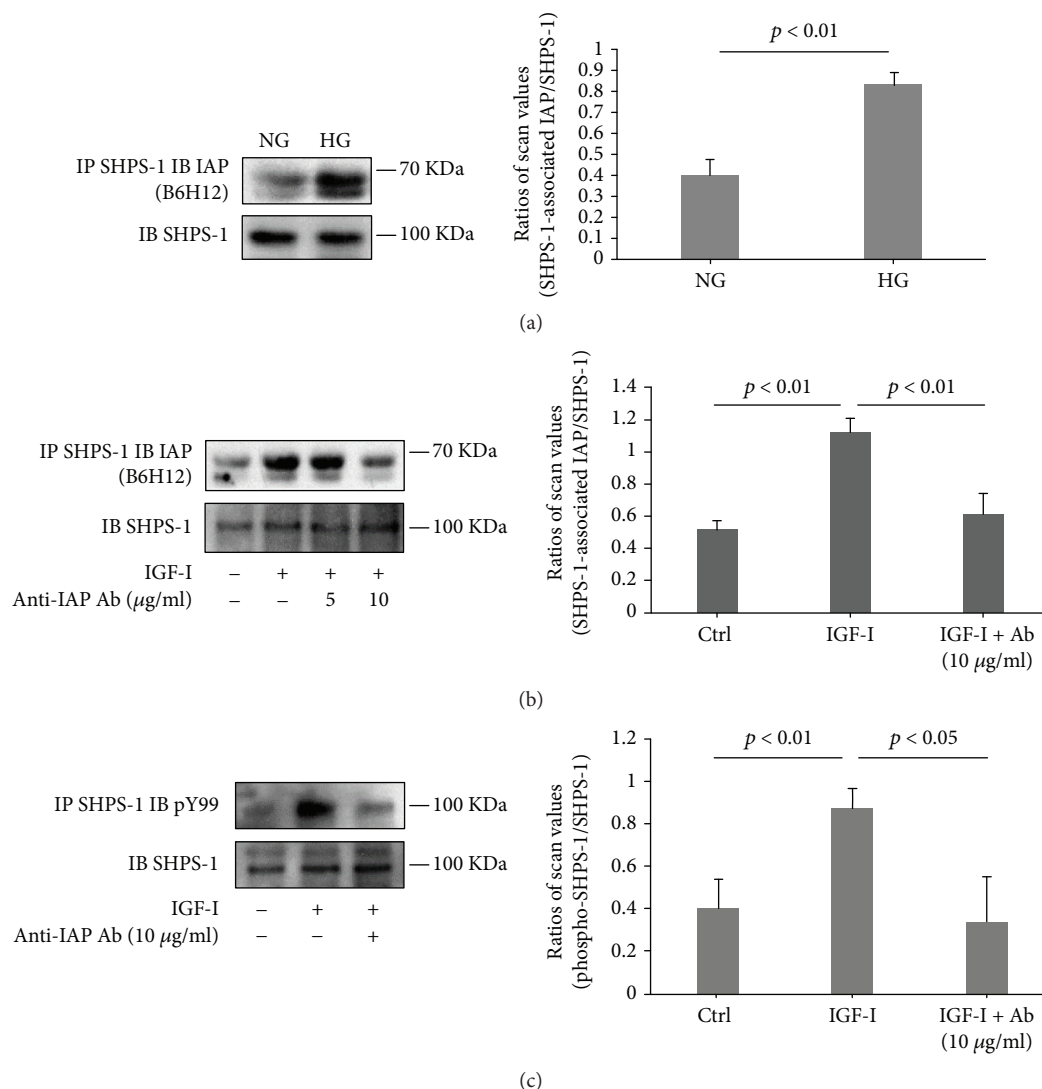 NG HG
IP SHPS-1 IB IAP
(B6H12)
70 KDa
IB SHPS-1
100 KDa
Ratios of scan values
(SHPS-1-associated IAP/SHPS-1)
1
0.9
0.8
0.7
0.6
0.5
0.4
0.3
0.2
0.1
0
p < 0.01
NG HG
(a)
IP SHPS-1 IB IAP
(B6H12)
70 KDa
IB SHPS-1
100 KDa
IGF-I – + + +
Anti-IAP Ab (μg/ml) – – 5 10
Ratios of scan values
(SHPS-1-associated IAP/SHPS-1)
1.4
1.2
1
0.8
0.6
0.4
0.2
0
p < 0.01 p < 0.01
Ctrl IGF-I IGF-I + Ab
(10 μg/ml)
(b)
IP SHPS-1 IB pY99
100 KDa
IB SHPS-1
100 KDa
IGF-I – + +
Anti-IAP Ab (10 μg/ml) – – +
Ratios of scan values
(phospho-SHPS-1/SHPS-1)
1.2
1
0.8
0.6
0.4
0.2
0
p < 0.01 p < 0.05
Ctrl IGF-I IGF-I + Ab
(10 μg/ml)
(c)